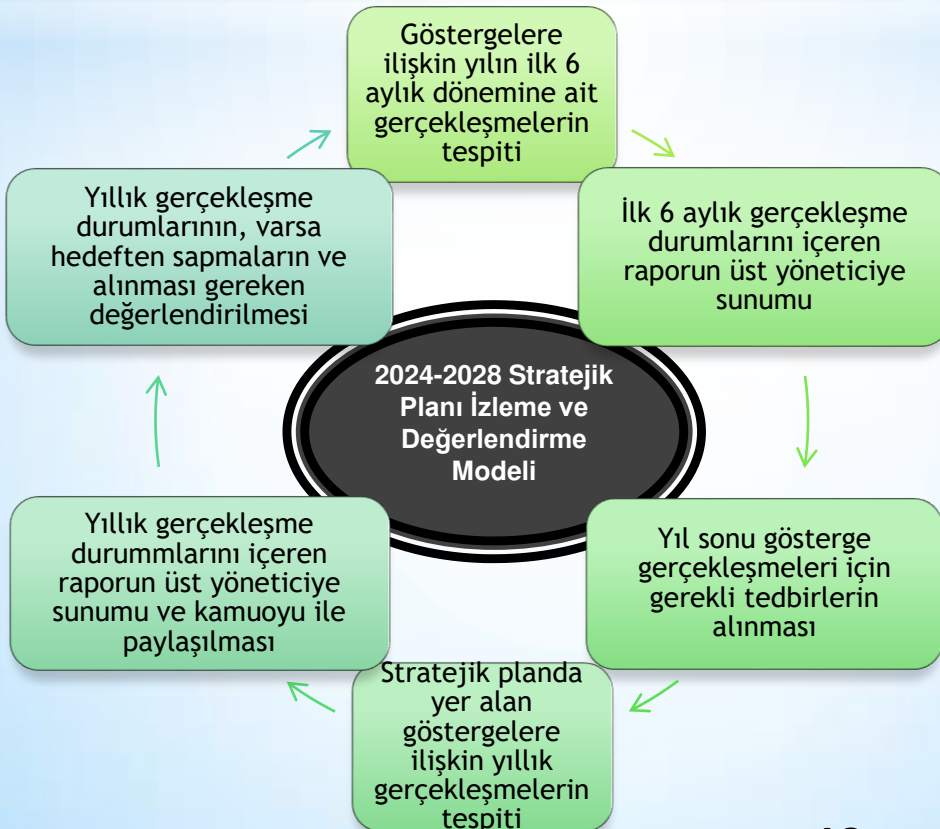 Göstergelere
ilişkin yılın ilk 6
aylık dönemine ait
gerçekleşmelerin
tespiti
İlk 6 aylık gerçekleşme
durumlarını içeren
raporun üst yöneticiye
sunumu
Yıl sonu gösterge
gerçekleşmeleri için
gerekli tedbirlerin
alınması
Stratejik planda
yer alan
göstergelere
ilişkin yıllık
gerçekleşmelerin
tespiti
Yıllık gerçekleşme
durummlarını içeren
raporun üst yöneticiye
sunumu ve kamuoyu ile
paylaşılması
Yıllık gerçekleşme
durumlarının, varsa
hedeften sapmaların ve
alınması gereken
değerlendirilmesi
2024-2028 Stratejik
Planı İzleme ve
Değerlendirme
Modeli